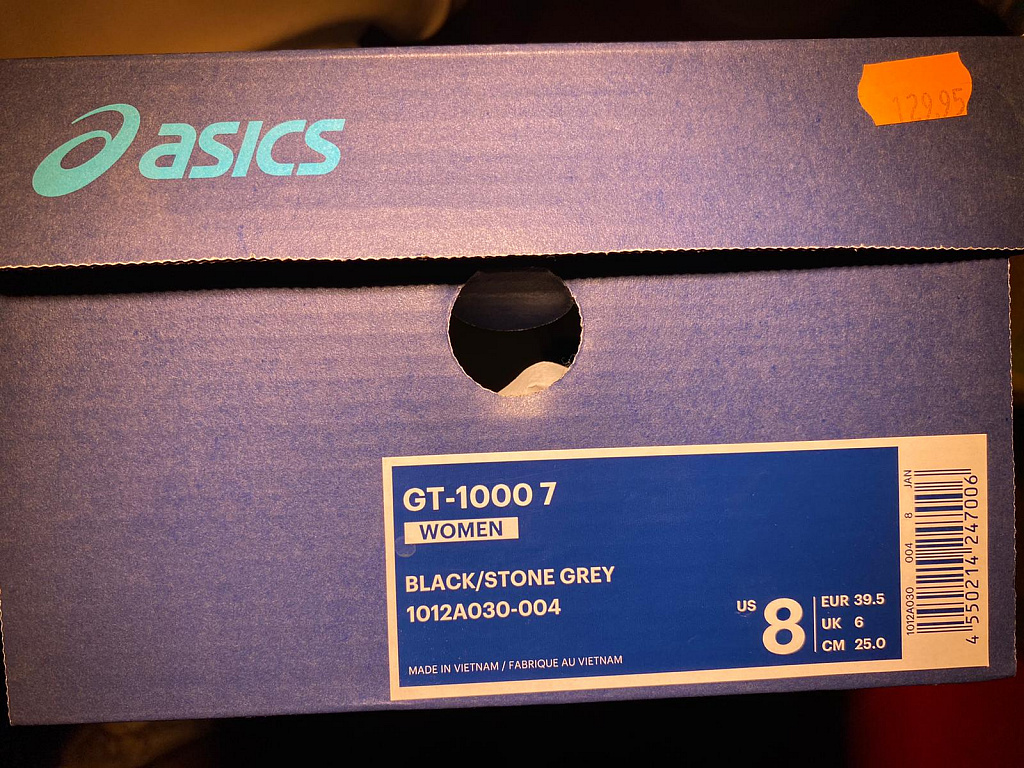 asics
129.95
GT-1000 7
WOMEN
BLACK/STONE GREY
1012A030-004
US 8
EUR 39.5
UK 6
CM 25.0
MADE IN VIETNAM / FABRIQUE AU VIETNAM
1012A030 004 8 JAN
4 550214 247006